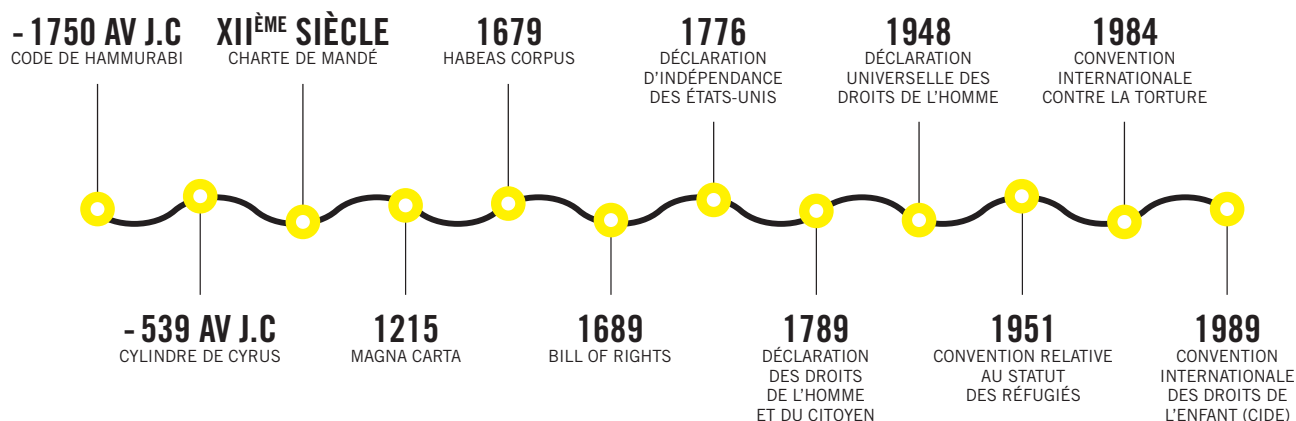 - 1750 AV J.C
CODE DE HAMMURABI
XIIÈME SIÈCLE
CHARTE DE MANDÉ
1679
HABEAS CORPUS
1776
DÉCLARATION
D'INDÉPENDANCE
DES ÉTATS-UNIS
1948
DÉCLARATION
UNIVERSELLE DES
DROITS DE L'HOMME
1984
CONVENTION
INTERNATIONALE
CONTRE LA TORTURE
- 539 AV J.C
CYLINDRE DE CYRUS
1215
MAGNA CARTA
1689
BILL OF RIGHTS
1789
DÉCLARATION
DES DROITS
DE L'HOMME
ET DU CITOYEN
1951
CONVENTION RELATIVE
AU STATUT
DES RÉFUGIÉS
1989
CONVENTION
INTERNATIONALE
DES DROITS DE
L'ENFANT (CIDE)